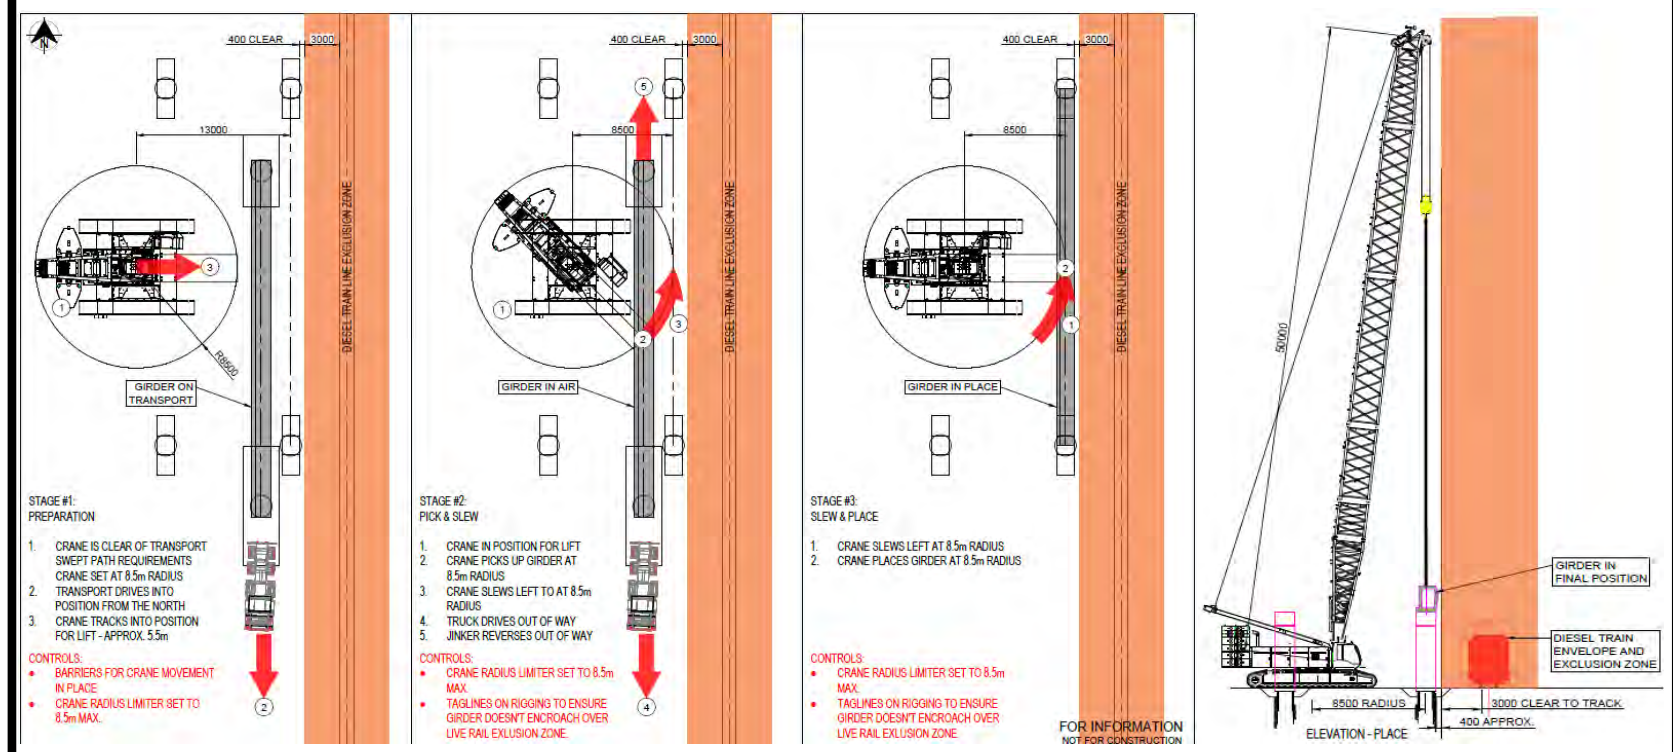 N
400 CLEAR
3000
13000
3
1
R8500
GIRDER ON
TRANSPORT
DIESEL TRAIN LINE EXCLUSION ZONE
STAGE #1:
PREPARATION
1. CRANE IS CLEAR OF TRANSPORT
SWEPT PATH REQUIREMENTS
CRANE SET AT 8.5m RADIUS
2. TRANSPORT DRIVES INTO
POSITION FROM THE NORTH
3. CRANE TRACKS INTO POSITION
FOR LIFT - APPROX. 5.5m
CONTROLS:
• BARRIERS FOR CRANE MOVEMENT
IN PLACE
• CRANE RADIUS LIMITER SET TO
8.5m MAX.
2
400 CLEAR
3000
5
8500
1
2
3
GIRDER IN AIR
DIESEL TRAIN LINE EXCLUSION ZONE
STAGE #2:
PICK & SLEW
1. CRANE IN POSITION FOR LIFT
2. CRANE PICKS UP GIRDER AT
8.5m RADIUS
3. CRANE SLEWS LEFT TO AT 8.5m
RADIUS
4. TRUCK DRIVES OUT OF WAY
5. JINKER REVERSES OUT OF WAY
CONTROLS:
• CRANE RADIUS LIMITER SET TO 8.5m
MAX.
• TAGLINES ON RIGGING TO ENSURE
GIRDER DOESN'T ENCROACH OVER
LIVE RAIL EXLUSION ZONE.
4
400 CLEAR
3000
8500
2
1
GIRDER IN PLACE
DIESEL TRAIN LINE EXCLUSION ZONE
STAGE #3:
SLEW & PLACE
1. CRANE SLEWS LEFT AT 8.5m RADIUS
2. CRANE PLACES GIRDER AT 8.5m RADIUS
CONTROLS:
• CRANE RADIUS LIMITER SET TO 8.5m
MAX.
• TAGLINES ON RIGGING TO ENSURE
GIRDER DOESN'T ENCROACH OVER
LIVE RAIL EXLUSION ZONE
FOR INFORMATION
NOT FOR CONSTRUCTION
50000
GIRDER IN
FINAL POSITION
DIESEL TRAIN
ENVELOPE AND
EXCLUSION ZONE
8500 RADIUS
3000 CLEAR TO TRACK
400 APPROX.
ELEVATION - PLACE